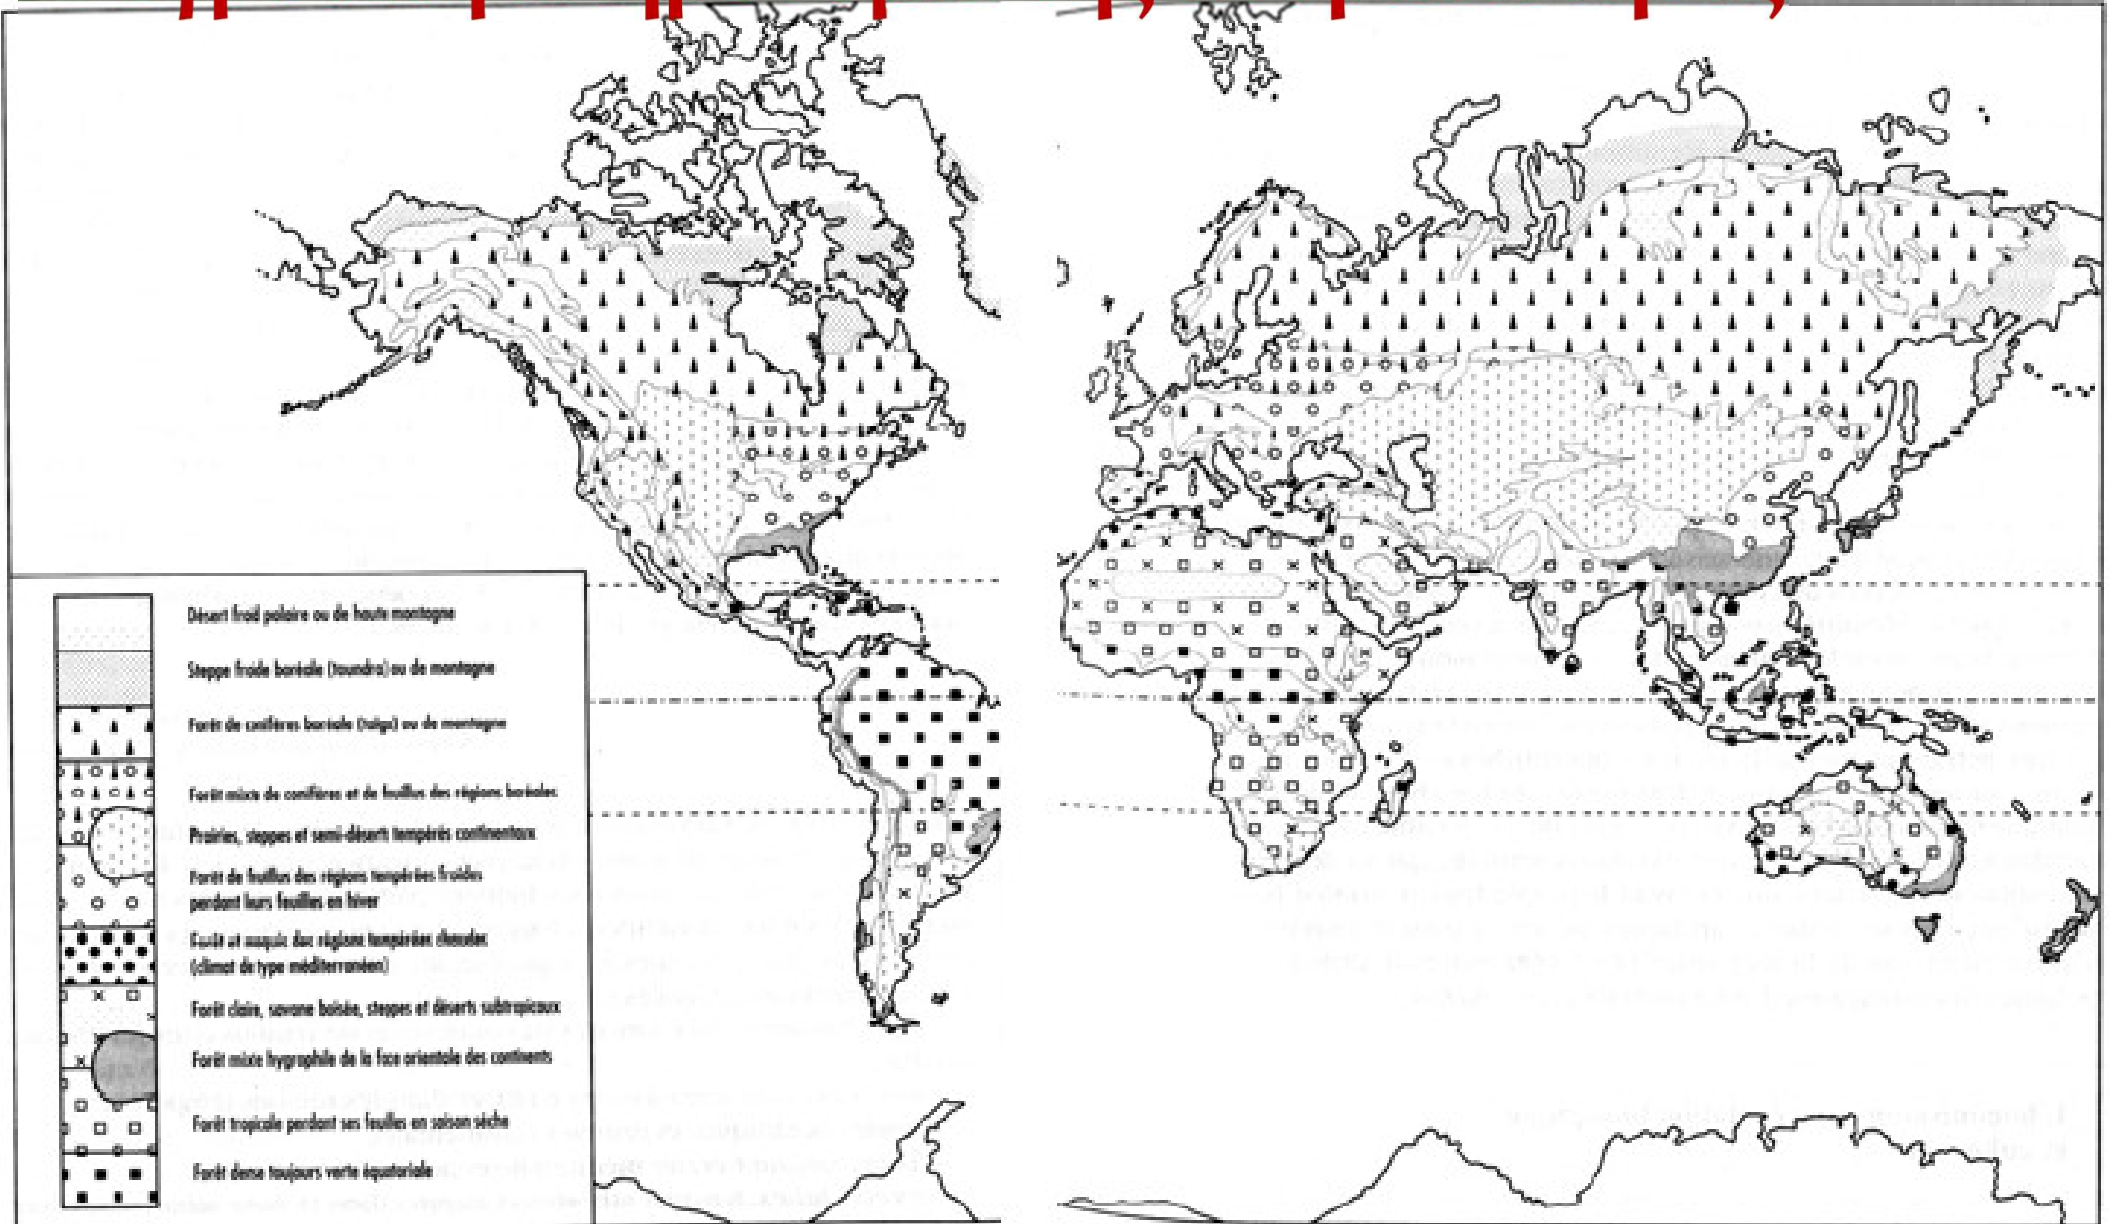 Désert froid polaire ou de haute montagne
Steppe froide boréale (toundra) ou de montagne
Forêt de conifères boréale (taïga) ou de montagne
Forêt mixte de conifères et de feuillus des régions boréales
Prairies, steppes et semi-déserts tempérés continentaux
Forêt de feuillus des régions tempérées froides
perdant leurs feuilles en hiver
Forêt et maquis des régions tempérées chaudes
(climat de type méditerranéen)
Forêt claire, savane boisée, steppes et déserts subtropicaux
Forêt mixte hygrophile de la face orientale des continents
Forêt tropicale perdant ses feuilles en saison sèche
Forêt dense toujours verte équatoriale